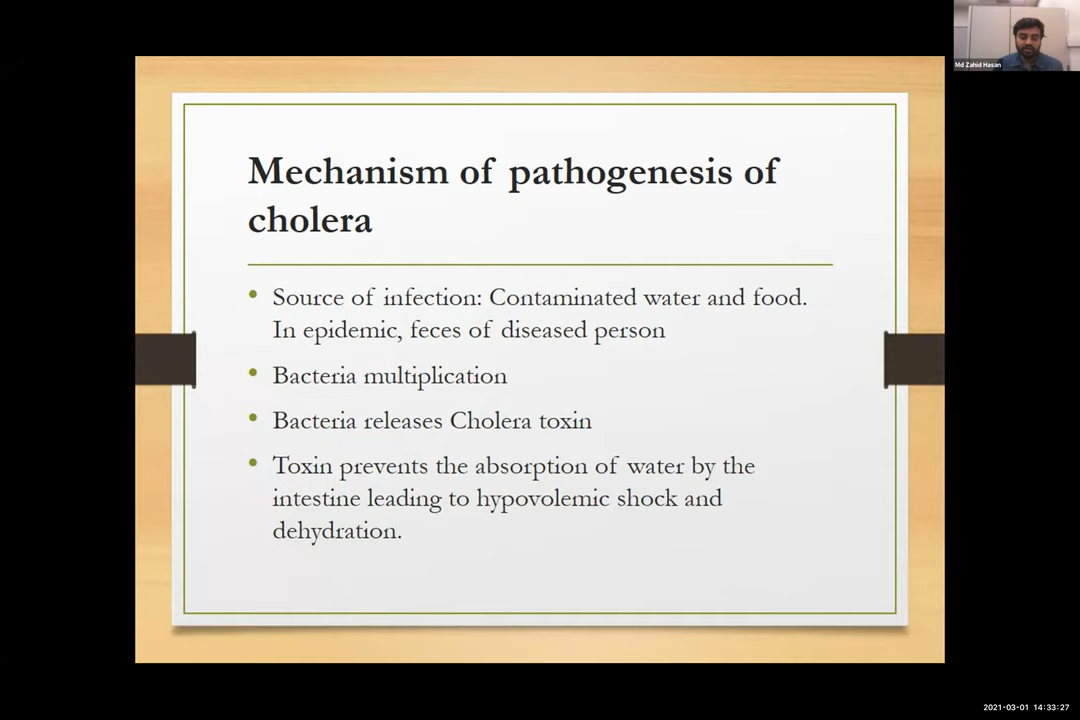 Md Zahid Hasan
Mechanism of pathogenesis of
cholera
• Source of infection: Contaminated water and food.
In epidemic, feces of diseased person
• Bacteria multiplication
• Bacteria releases Cholera toxin
• Toxin prevents the absorption of water by the
intestine leading to hypovolemic shock and
dehydration.
2021-03-01 14:33:27